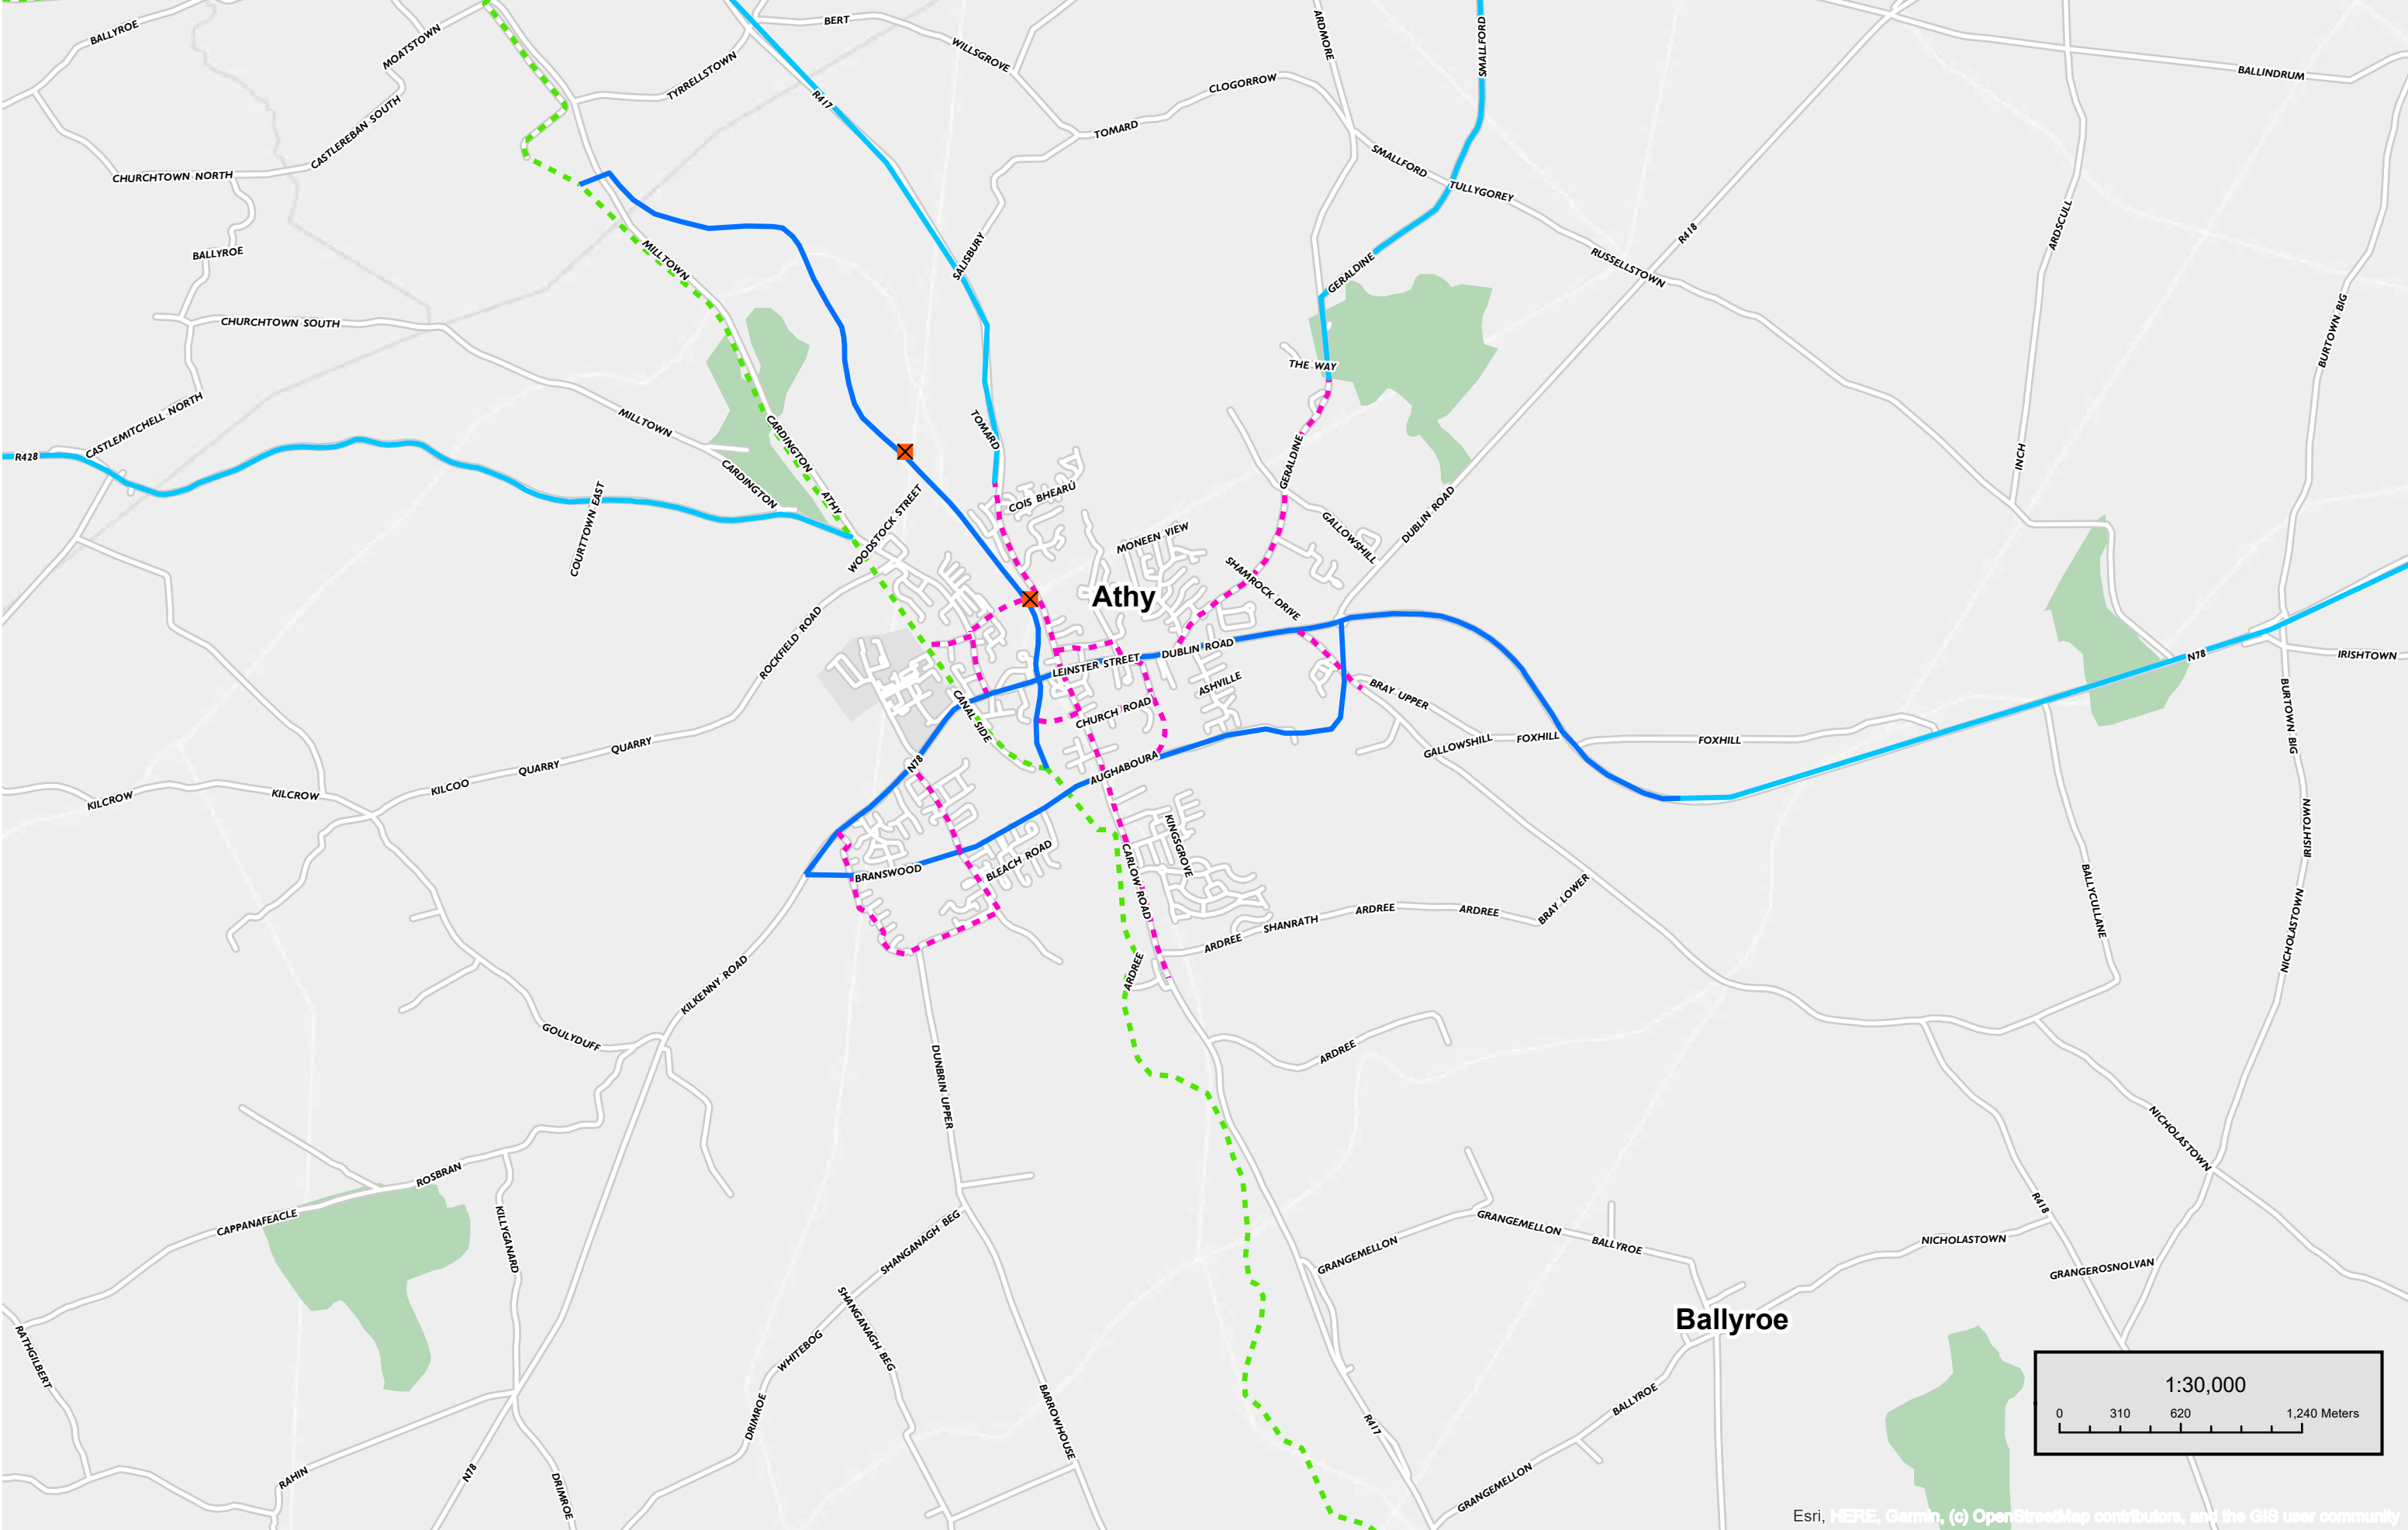 BALLYROE
MOATSTOWN
BERT
WILLSGROVE
ARDMORE
SMALLFORD
BALLINDRUM
TYRRELLSTOWN
R417
CLOGORROW
CASTLEREBAN SOUTH
TOMARD
CHURCHTOWN NORTH
SMALLFORD
TULLYGOREY
BALLYROE
MILLTOWN
SALISBURY
GERALDINE
R418
RUSSELLSTOWN
ARDSCULL
CHURCHTOWN SOUTH
BURTOWN BIG
THE WAY
CASTLEMITCHELL NORTH
MILLTOWN
CARDINGTON
TOMARD
GERALDINE
INCH
R428
CARDINGTON
ATHY
COIS BHEARÚ
DUBLIN ROAD
COURTTOWN EAST
WOODSTOCK STREET
MONEEN VIEW
GALLOWSHILL
SHAMROCK DRIVE
Athy
ROCKFIELD ROAD
LEINSTER STREET
DUBLIN ROAD
N78
IRISHTOWN
CANAL SIDE
ASHVILLE
BRAY UPPER
CHURCH ROAD
BURTOWN BIG
QUARRY
GALLOWSHILL
FOXHILL
FOXHILL
QUARRY
N78
AUGHABOURA
KILCOO
KILCROW
KILCROW
KINGSGROVE
IRISHTOWN
BRANSWOOD
BLEACH ROAD
CARLOW ROAD
BRAY LOWER
BALLYCULLANE
ARDREE
ARDREE
SHANRATH
ARDREE
NICHOLASTOWN
KILKENNY ROAD
ARDREE
GOULYDUFF
ARDREE
DUNBRIN UPPER
NICHOLASTOWN
ROSBRAN
CAPPANAFEACLE
KILLYGANARD
SHANGANAGH BEG
GRANGEMELLON
GRANGEMELLON
BALLYROE
R418
NICHOLASTOWN
GRANGEROSNOLVAN
SHANGANAGH BEG
Ballyroe
WHITEBOG
RATHGILBERT
DRIMROE
BARROWHOUSE
R417
BALLYROE
1:30,000
0 310 620 1,240 Meters
RAHIN
N78
DRIMROE
GRANGEMELLON
Esri, HERE, Garmin, (c) OpenStreetMap contributors, and the GIS user community